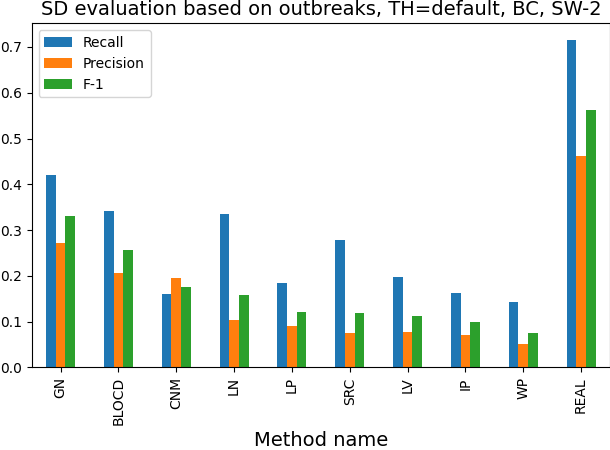 SD evaluation based on outbreaks, TH=default, BC, SW-2
Recall
Precision
F-1
0.7
0.6
0.5
0.4
0.3
0.2
0.1
0.0
GN
BLOCD
CNM
LN
LP
SRC
LV
IP
WP
REAL
Method name